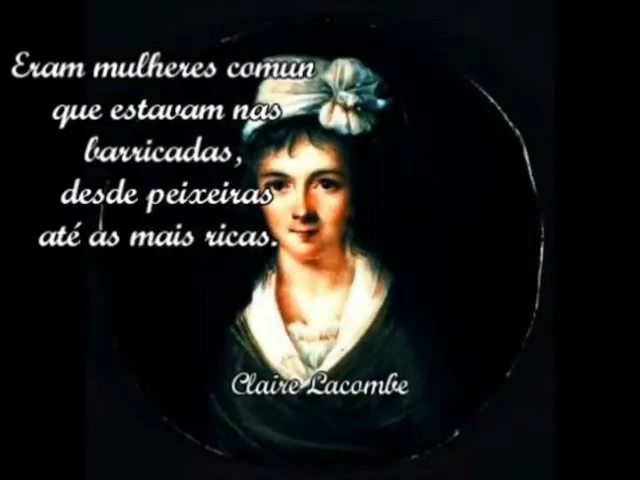 Eram mulheres comun
que estavam nas
barricadas,
desde peixeiras
até as mais ricas.
Claire Lacombe